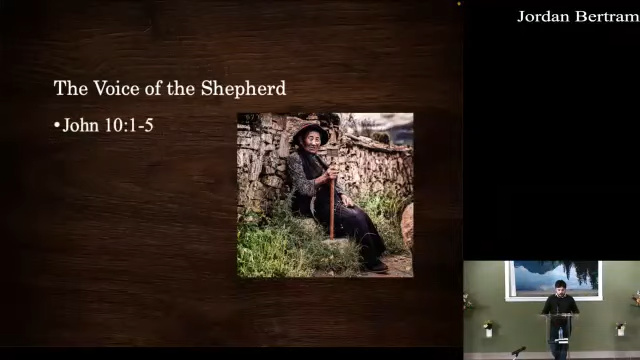 Jordan Bertram
The Voice of the Shepherd
• John 10:1-5